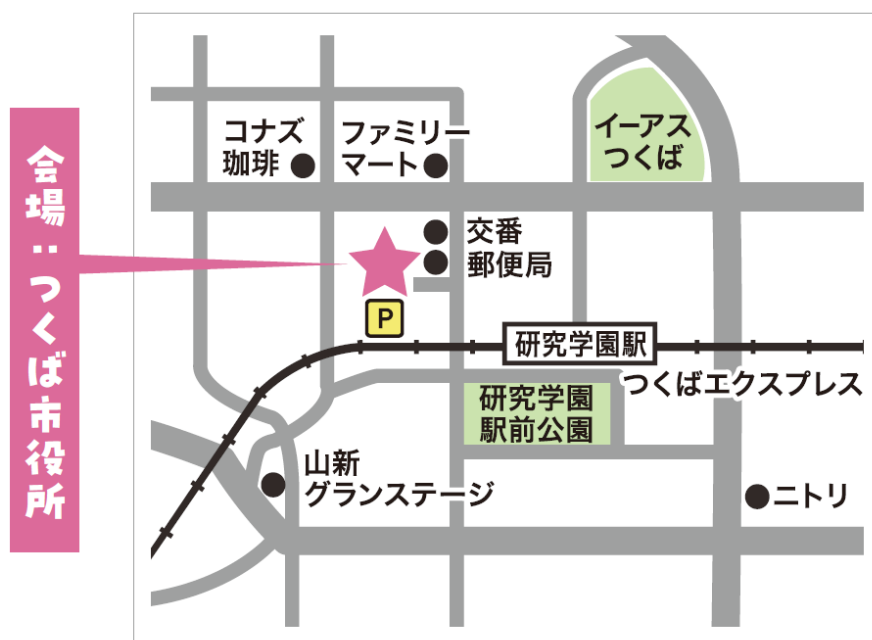 会場：つくば市役所
コナズ
珈琲
ファミリー
マート
イーアス
つくば
交番
郵便局
P
研究学園駅
つくばエクスプレス
研究学園
駅前公園
山新
グランステージ
ニトリ